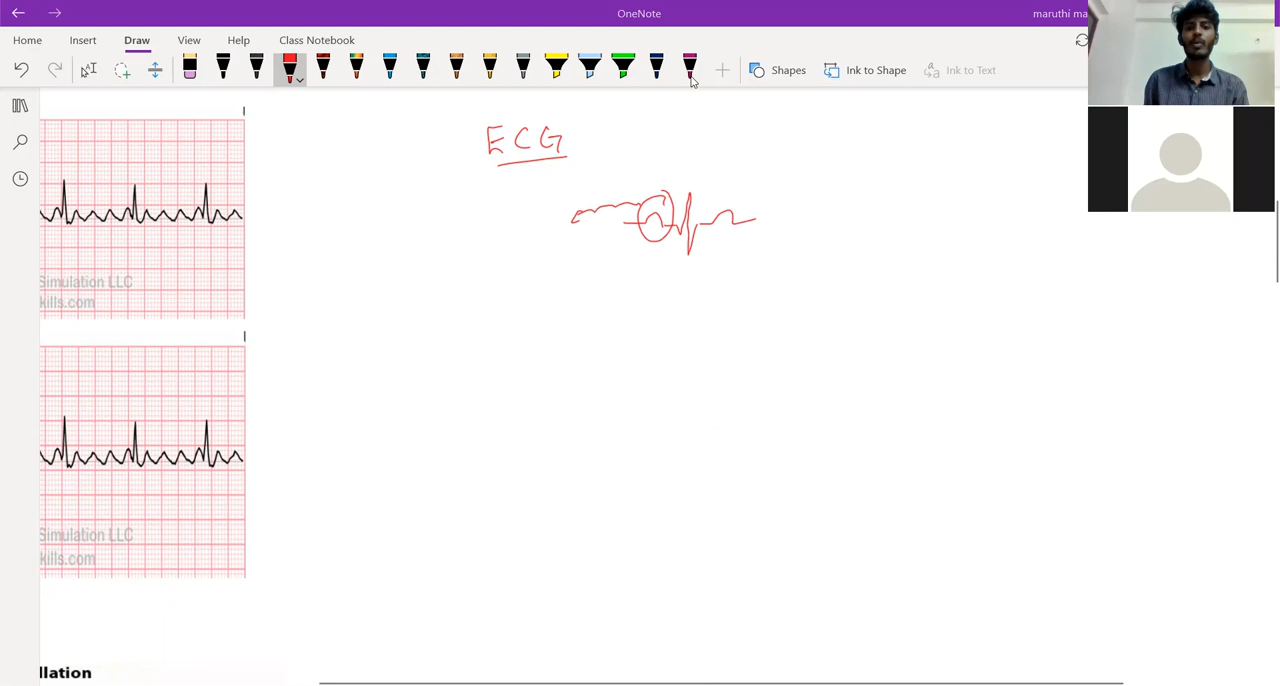 OneNote
maruthi ma
Home Insert Draw View Help Class Notebook
Shapes Ink to Shape Ink to Text
ECG
Simulation LLC
kills.com
Simulation LLC
kills.com
llation